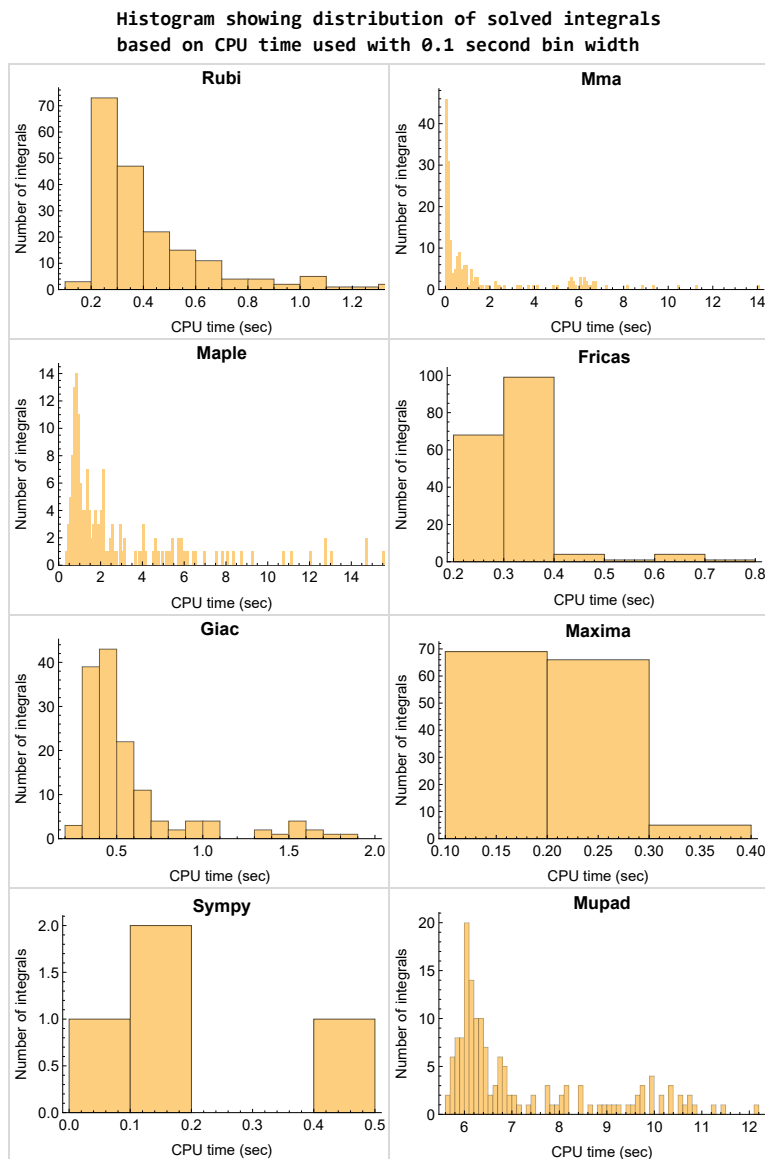 Histogram showing distribution of solved integrals
based on CPU time used with 0.1 second bin width
Rubi
Number of integrals
0 10 20 30 40 50 60 70
0.2 0.4 0.6 0.8 1.0 1.2
CPU time (sec)
Mma
Number of integrals
0 10 20 30 40
0 2 4 6 8 10 12 14
CPU time (sec)
Maple
Number of integrals
0 2 4 6 8 10 12 14
0 2 4 6 8 10 12 14
CPU time (sec)
Fricas
Number of integrals
0 20 40 60 80 100
0.2 0.3 0.4 0.5 0.6 0.7 0.8
CPU time (sec)
Giac
Number of integrals
0 10 20 30 40
0.5 1.0 1.5 2.0
CPU time (sec)
Maxima
Number of integrals
0 10 20 30 40 50 60 70
0.10 0.15 0.20 0.25 0.30 0.35 0.40
CPU time (sec)
Sympy
Number of integrals
0.0 0.5 1.0 1.5 2.0
0.0 0.1 0.2 0.3 0.4 0.5
CPU time (sec)
Mupad
Number of integrals
0 5 10 15 20
6 7 8 9 10 11 12
CPU time (sec)